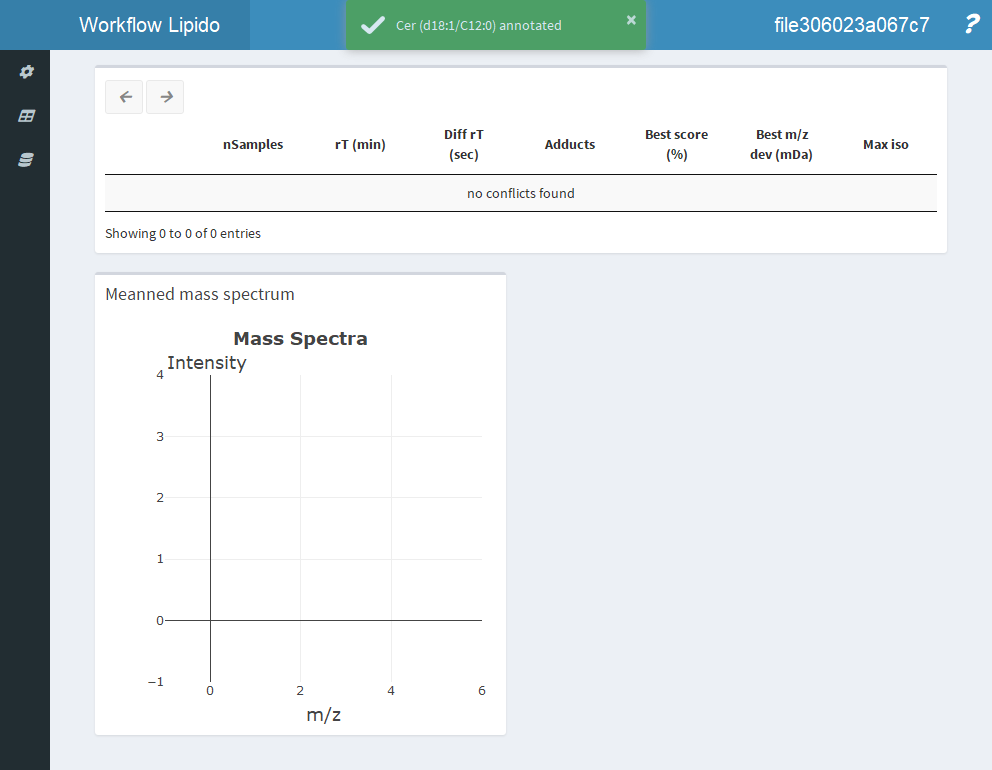 Workflow Lipido
Cer (d18:1/C12:0) annotated
×
file306023a067c7
?
nSamples
rT (min)
Diff rT
(sec)
Adducts
Best score
(%)
Best m/z
dev (mDa)
Max iso
no conflicts found
Showing 0 to 0 of 0 entries
Meanned mass spectrum
Mass Spectra
Intensity
4
3
2
1
0
−1
0 2 4 6
m/z